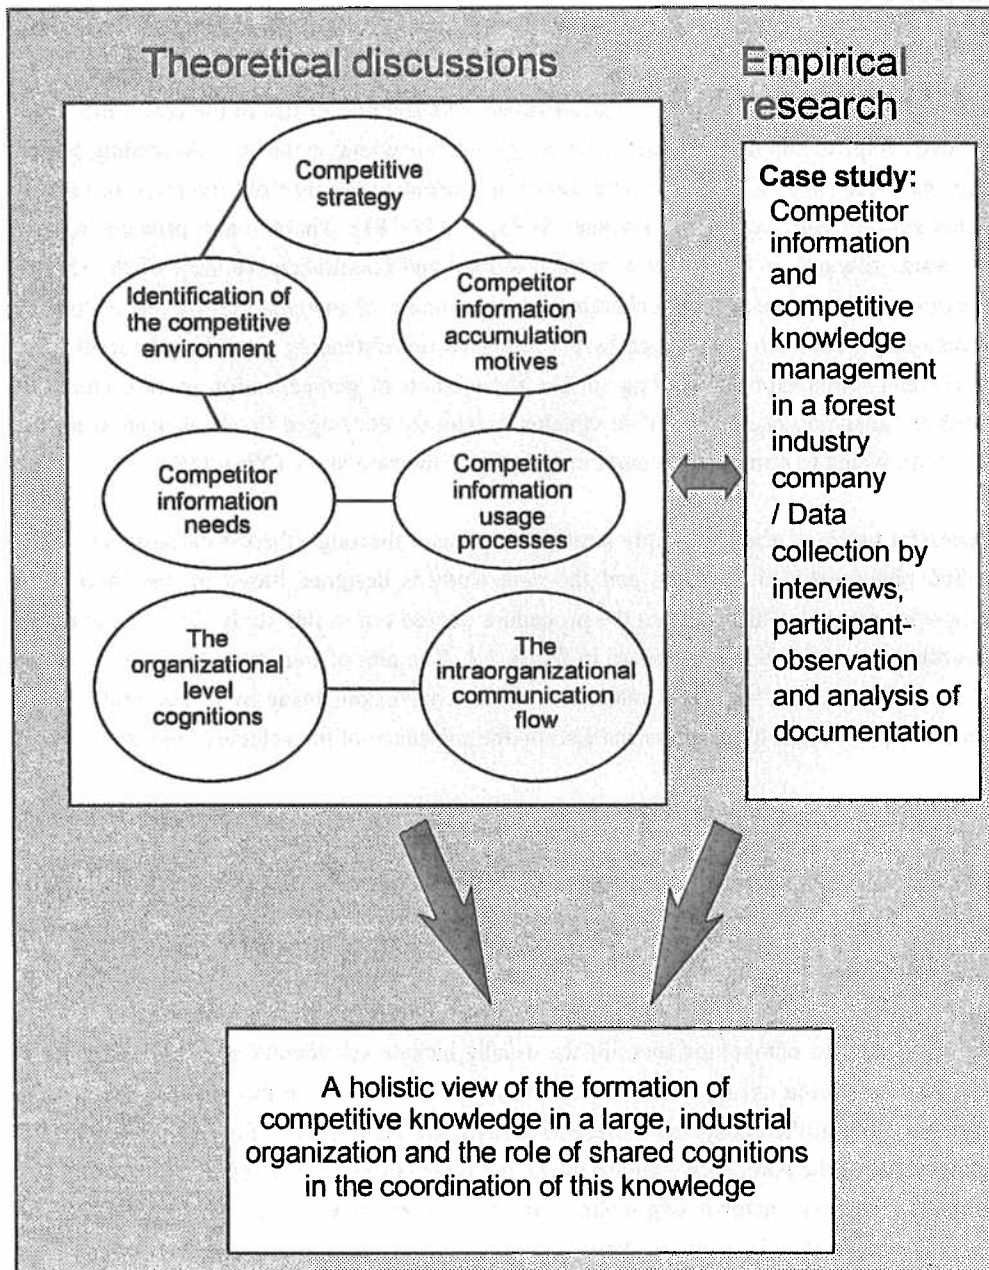 Theoretical discussions
Competitive
strategy
Identification of
the competitive
environment
Competitor
information
accumulation
motives
Competitor
information
needs
Competitor
information
usage
processes
The
organizational
level
cognitions
The
intraorganizational
communication
flow
Empirical
research
Case study:
Competitor
information
and
competitive
knowledge
management
in a forest
industry
company
/ Data
collection by
interviews,
participant-
observation
and analysis of
documentation
A holistic view of the formation of
competitive knowledge in a large, industrial
organization and the role of shared cognitions
in the coordination of this knowledge